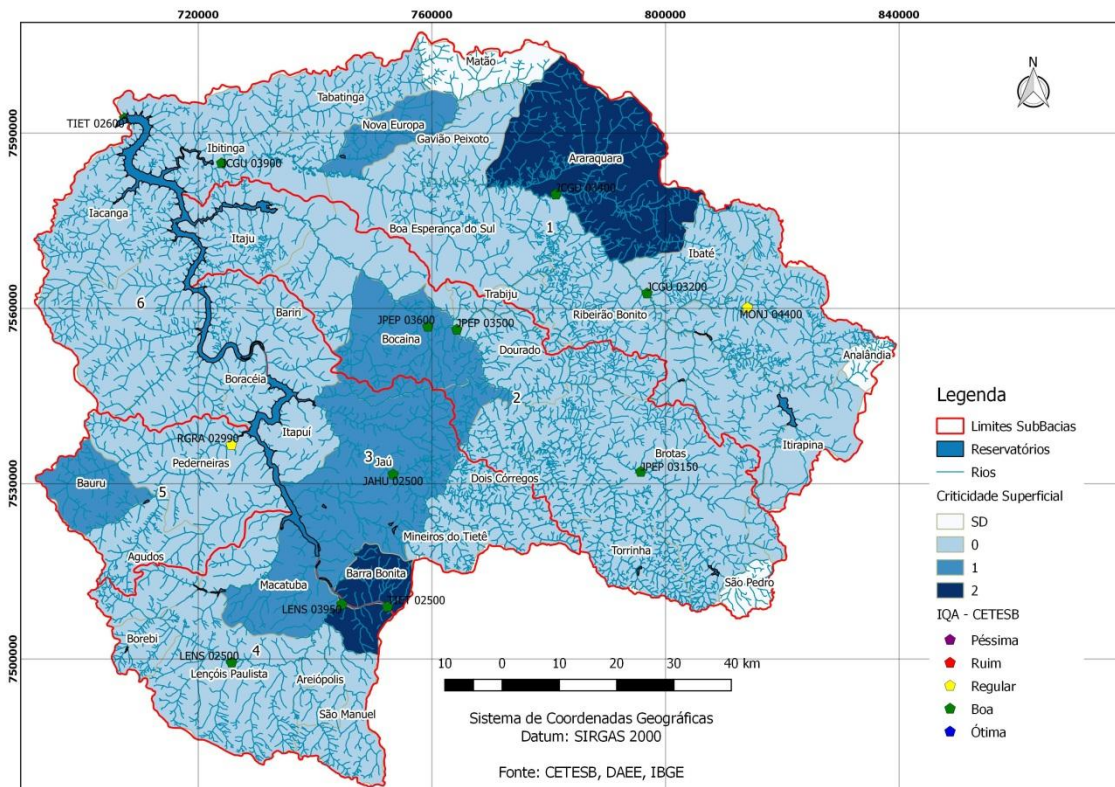 720000
760000
800000
840000
7590000
7560000
7530000
7500000
N
Matão
Tabatinga
TIET 02600
Nova Europa
Gavião Peixoto
Ibitinga
JCGU 03900
Araraquara
JCGU 03400
Iacanga
Itaju
Boa Esperança do Sul
1
Ibaté
JCGU 03200
6
Bariri
Trabiju
Ribeirão Bonito
MONJ 04400
JPEP 03600
JPEP 03500
Bocaina
Dourado
Analândia
Boracéia
2
Itapuí
RGRA 02990
Pederneiras
3
Jaú
JAHU 02500
Brotas
JPEP 03150
Itirapina
Bauru
5
Dois Córregos
Mineiros do Tietê
Agudos
Torrinha
Macatuba
Barra Bonita
São Pedro
LENS 03950
TIET 02500
Borebi
LENS 02500
4
Lençóis Paulista
Areiópolis
São Manuel
10 0 10 20 30 40 km
Sistema de Coordenadas Geográficas
Datum: SIRGAS 2000
Fonte: CETESB, DAEE, IBGE
Legenda
Limites SubBacias
Reservatórios
Rios
Criticidade Superficial
SD
0
1
2
IQA - CETESB
Péssima
Ruim
Regular
Boa
Ótima